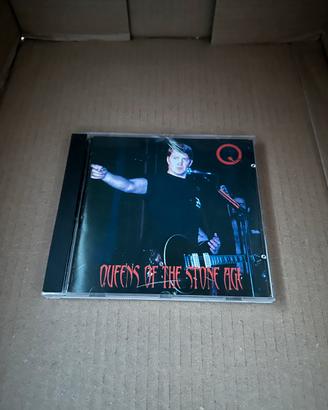 Q
QUEENS OF THE STONE AGE